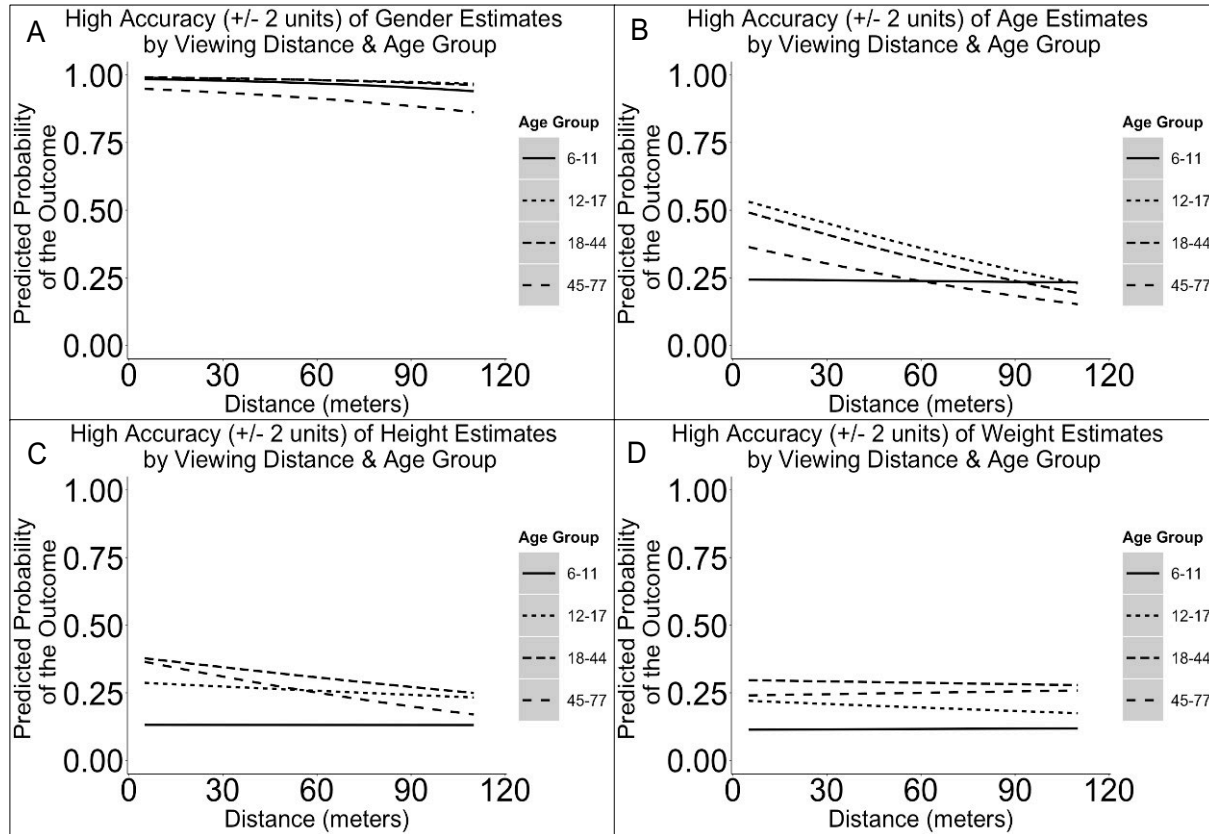 A
High Accuracy (+/- 2 units) of Gender Estimates
by Viewing Distance & Age Group
Predicted Probability
of the Outcome
1.00
0.75
0.50
0.25
0.00
0
30
60
90
120
Distance (meters)
Age Group
6-11
12-17
18-44
45-77
B
High Accuracy (+/- 2 units) of Age Estimates
by Viewing Distance & Age Group
Predicted Probability
of the Outcome
1.00
0.75
0.50
0.25
0.00
0
30
60
90
120
Distance (meters)
Age Group
6-11
12-17
18-44
45-77
C
High Accuracy (+/- 2 units) of Height Estimates
by Viewing Distance & Age Group
Predicted Probability
of the Outcome
1.00
0.75
0.50
0.25
0.00
0
30
60
90
120
Distance (meters)
Age Group
6-11
12-17
18-44
45-77
D
High Accuracy (+/- 2 units) of Weight Estimates
by Viewing Distance & Age Group
Predicted Probability
of the Outcome
1.00
0.75
0.50
0.25
0.00
0
30
60
90
120
Distance (meters)
Age Group
6-11
12-17
18-44
45-77